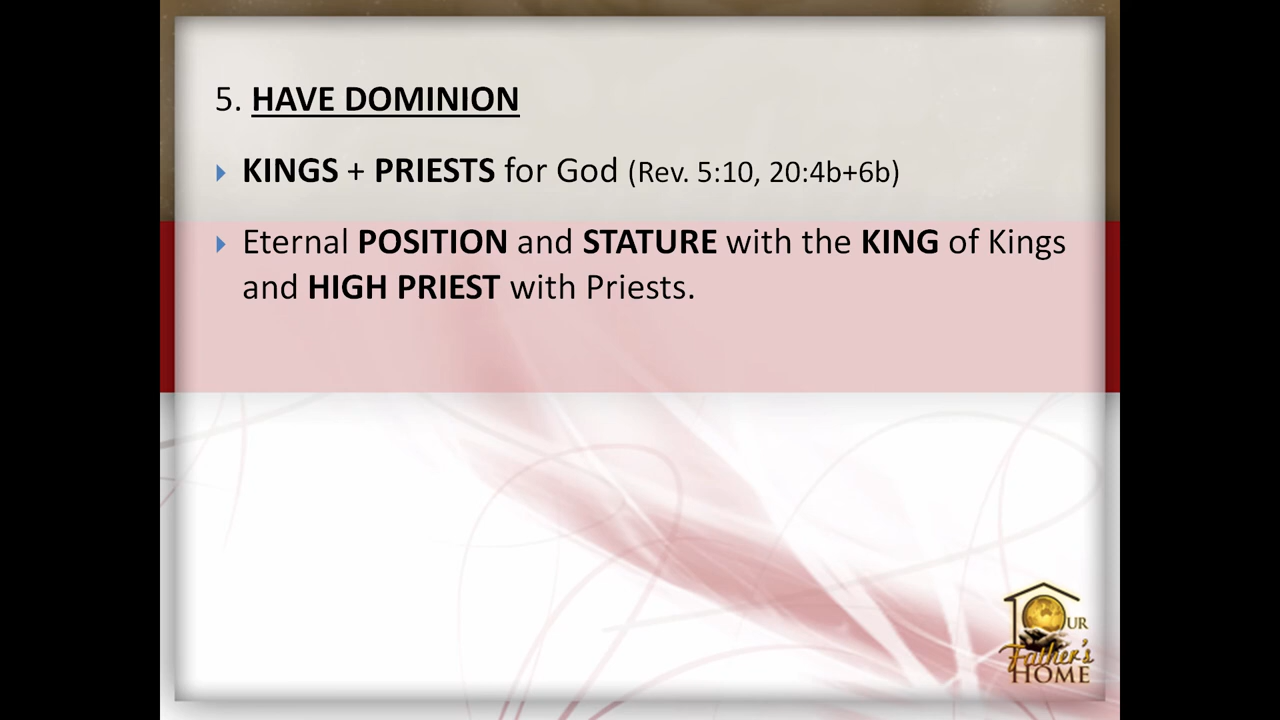 5. HAVE DOMINION
KINGS + PRIESTS for God (Rev. 5:10, 20:4b+6b)
Eternal POSITION and STATURE with the KING of Kings
and HIGH PRIEST with Priests.
OUR
Father's
HOME